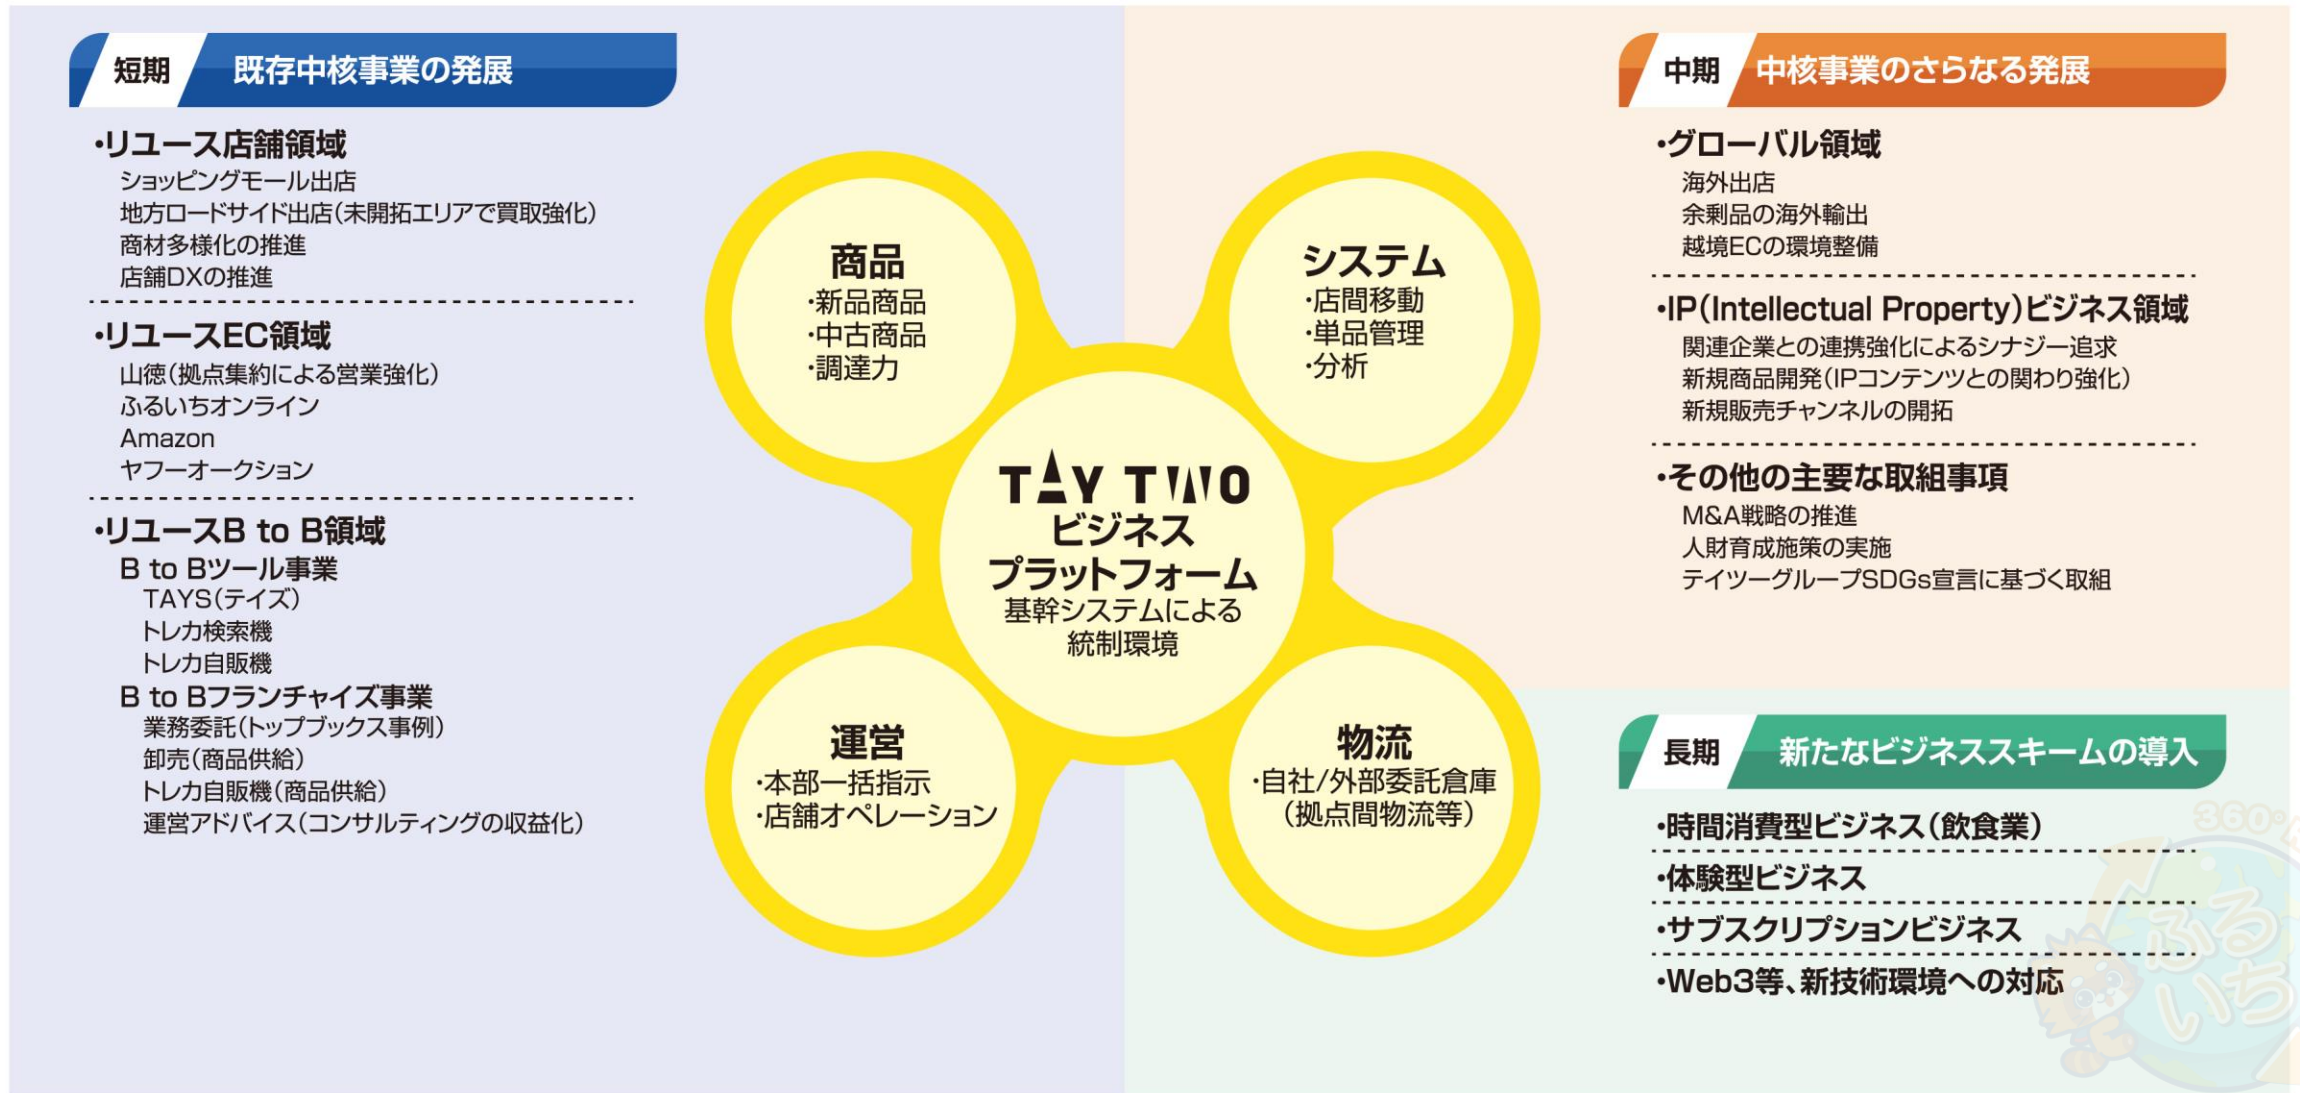 短期 既存中核事業の発展
・リユース店舗領域
ショッピングモール出店
地方ロードサイド出店(未開拓エリアで買取強化)
商材多様化の推進
店舗DXの推進
・リユースEC領域
山徳(拠点集約による営業強化)
ふるいちオンライン
Amazon
ヤフーオークション
・リユースB to B領域
B to Bツール事業
TAYS(テイズ)
トレカ検索機
トレカ自販機
B to Bフランチャイズ事業
業務委託(トップブックス事例)
卸売(商品供給)
トレカ自販機(商品供給)
運営アドバイス(コンサルティングの収益化)
商品
・新品商品
・中古商品
・調達力
システム
・店間移動
・単品管理
・分析
TAY TWO
ビジネス
プラットフォーム
基幹システムによる
統制環境
運営
・本部一括指示
・店舗オペレーション
物流
・自社/外部委託倉庫
(拠点間物流等)
中期 中核事業のさらなる発展
・グローバル領域
海外出店
余剰品の海外輸出
越境ECの環境整備
・IP(Intellectual Property)ビジネス領域
関連企業との連携強化によるシナジー追求
新規商品開発(IPコンテンツとの関わり強化)
新規販売チャンネルの開拓
・その他の主要な取組事項
M&A戦略の推進
人財育成施策の実施
テイツーグループSDGs宣言に基づく取組
長期 新たなビジネススキームの導入
・時間消費型ビジネス(飲食業)
・体験型ビジネス
・サブスクリプションビジネス
・Web3等、新技術環境への対応
360°
ふる
いち